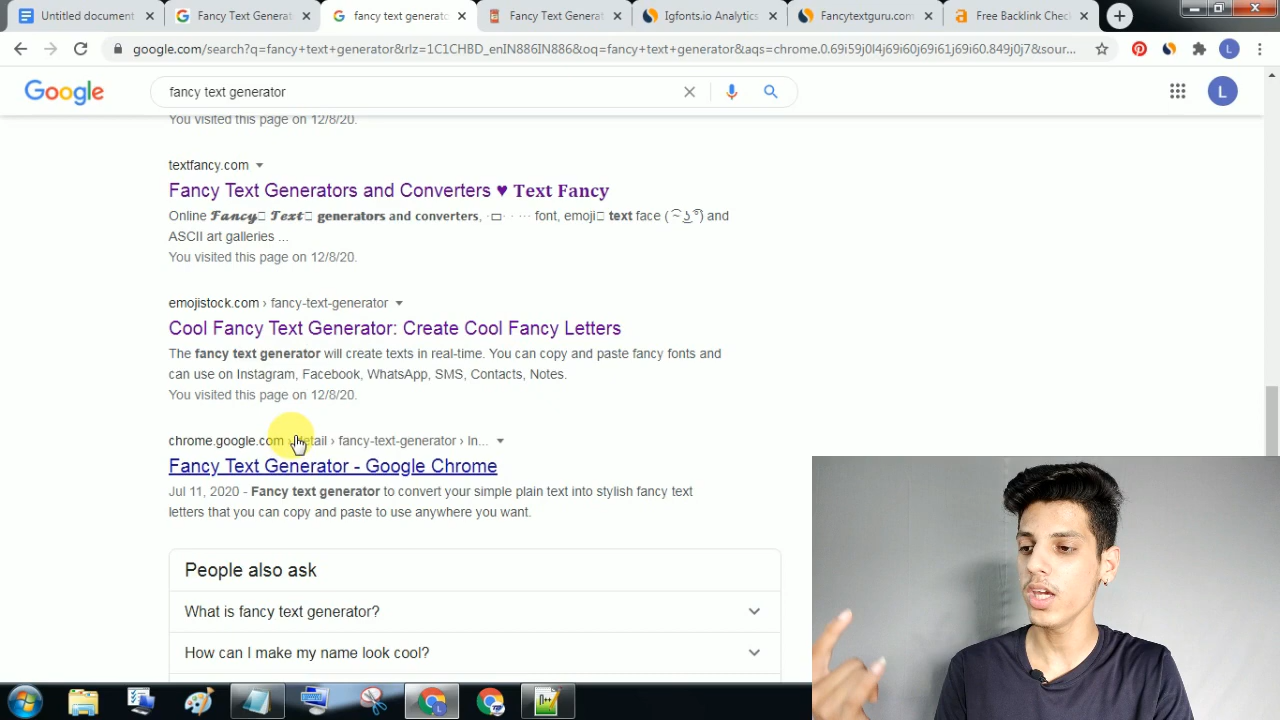 Untitled document
Fancy Text Generat
fancy text generato
Fancy Text Generat
Igfonts.io Analytics
Fancytextguru.com
Free Backlink Chec
google.com/search?q=fancy+text+generator&rlz=1C1CHBD_enIN886IN886&oq=fancy+text+generator&aqs=chrome.0.69i59j0l4j69i60j69i61j69i60.849j0j7&sour...
L
Google
fancy text generator
L
You visited this page on 12/8/20.
textfancy.com
Fancy Text Generators and Converters ♥ Text Fancy
Online Fancy Text generators and converters, font, emoji text face and
ASCII art galleries ...
You visited this page on 12/8/20.
emojistock.com › fancy-text-generator
Cool Fancy Text Generator: Create Cool Fancy Letters
The fancy text generator will create texts in real-time. You can copy and paste fancy fonts and
can use on Instagram, Facebook, WhatsApp, SMS, Contacts, Notes.
You visited this page on 12/8/20.
chrome.google.com › detail › fancy-text-generator › In...
Fancy Text Generator - Google Chrome
Jul 11, 2020 - Fancy text generator to convert your simple plain text into stylish fancy text
letters that you can copy and paste to use anywhere you want.
People also ask
What is fancy text generator?
How can I make my name look cool?